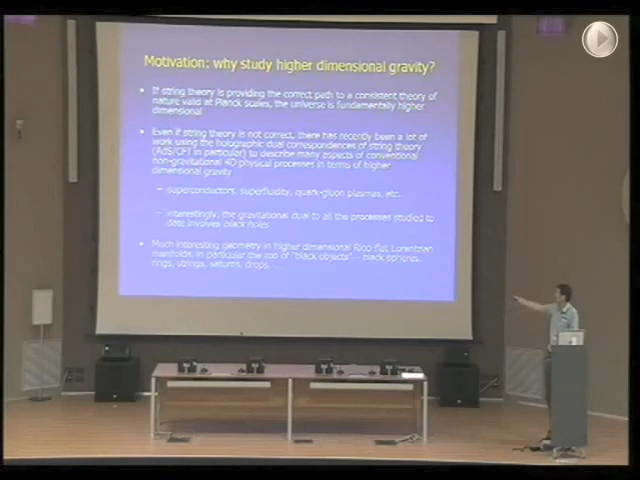 Motivation: why study higher dimensional gravity?
• If string theory is providing the correct path to a consistent theory of
nature valid at Planck scales, the universe is fundamentally higher
dimensional
• Even if string theory is not correct, there has recently been a lot of
work using the holographic dual correspondences of string theory
(AdS/CFT in particular) to describe many aspects of conventional
non-gravitational 4D physical processes in terms of higher
dimensional gravity
– superconductors, superfluidity, quark-gluon plasmas, etc.
– interestingly, the gravitational dual to all the processes studied to
date involves black holes
• Much interesting geometry in higher dimensional Ricci-flat Lorentzian
manifolds, in particular the zoo of "black objects" – black spheres,
rings, strings, saturns, drops, ...